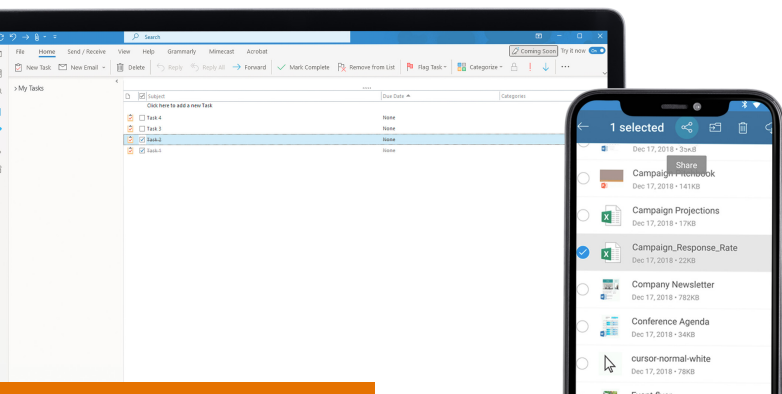 Search
File Home Send / Receive View Help Grammarly Mimecast Acrobat Coming Soon Try it now On
New Task New Email Delete Reply Reply All Forward Mark Complete Remove from List Flag Task Categorize
My Tasks
Subject Due Date Categories
Click here to add a new Task
Task 4 None
Task 3 None
Task 2 None
Task 1 None
1 selected
Dec 17, 2018 • 35KB
Share
Campaign Pitchbook
Dec 17, 2018 • 141KB
Campaign Projections
Dec 17, 2018 • 17KB
Campaign_Response_Rate
Dec 17, 2018 • 22KB
Company Newsletter
Dec 17, 2018 • 782KB
Conference Agenda
Dec 17, 2018 • 34KB
cursor-normal-white
Dec 17, 2018 • 78KB